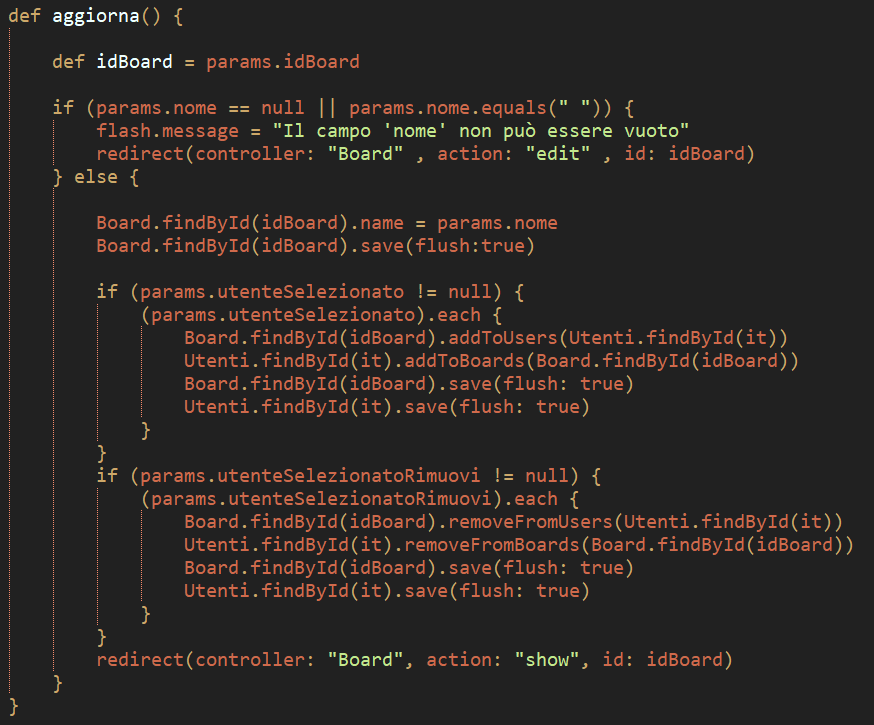 def aggiorna() {
def idBoard = params.idBoard
if (params.nome == null || params.nome.equals(" ")) {
flash.message = "Il campo 'nome' non può essere vuoto"
redirect(controller: "Board" , action: "edit" , id: idBoard)
} else {
Board.findById(idBoard).name = params.nome
Board.findById(idBoard).save(flush:true)
if (params.utenteSelezionato != null) {
(params.utenteSelezionato).each {
Board.findById(idBoard).addToUsers(Utenti.findById(it))
Utenti.findById(it).addToBoards(Board.findById(idBoard))
Board.findById(idBoard).save(flush: true)
Utenti.findById(it).save(flush: true)
}
}
if (params.utenteSelezionatoRimuovi != null) {
(params.utenteSelezionatoRimuovi).each {
Board.findById(idBoard).removeFromUsers(Utenti.findById(it))
Utenti.findById(it).removeFromBoards(Board.findById(idBoard))
Board.findById(idBoard).save(flush: true)
Utenti.findById(it).save(flush: true)
}
}
redirect(controller: "Board", action: "show", id: idBoard)
}
}